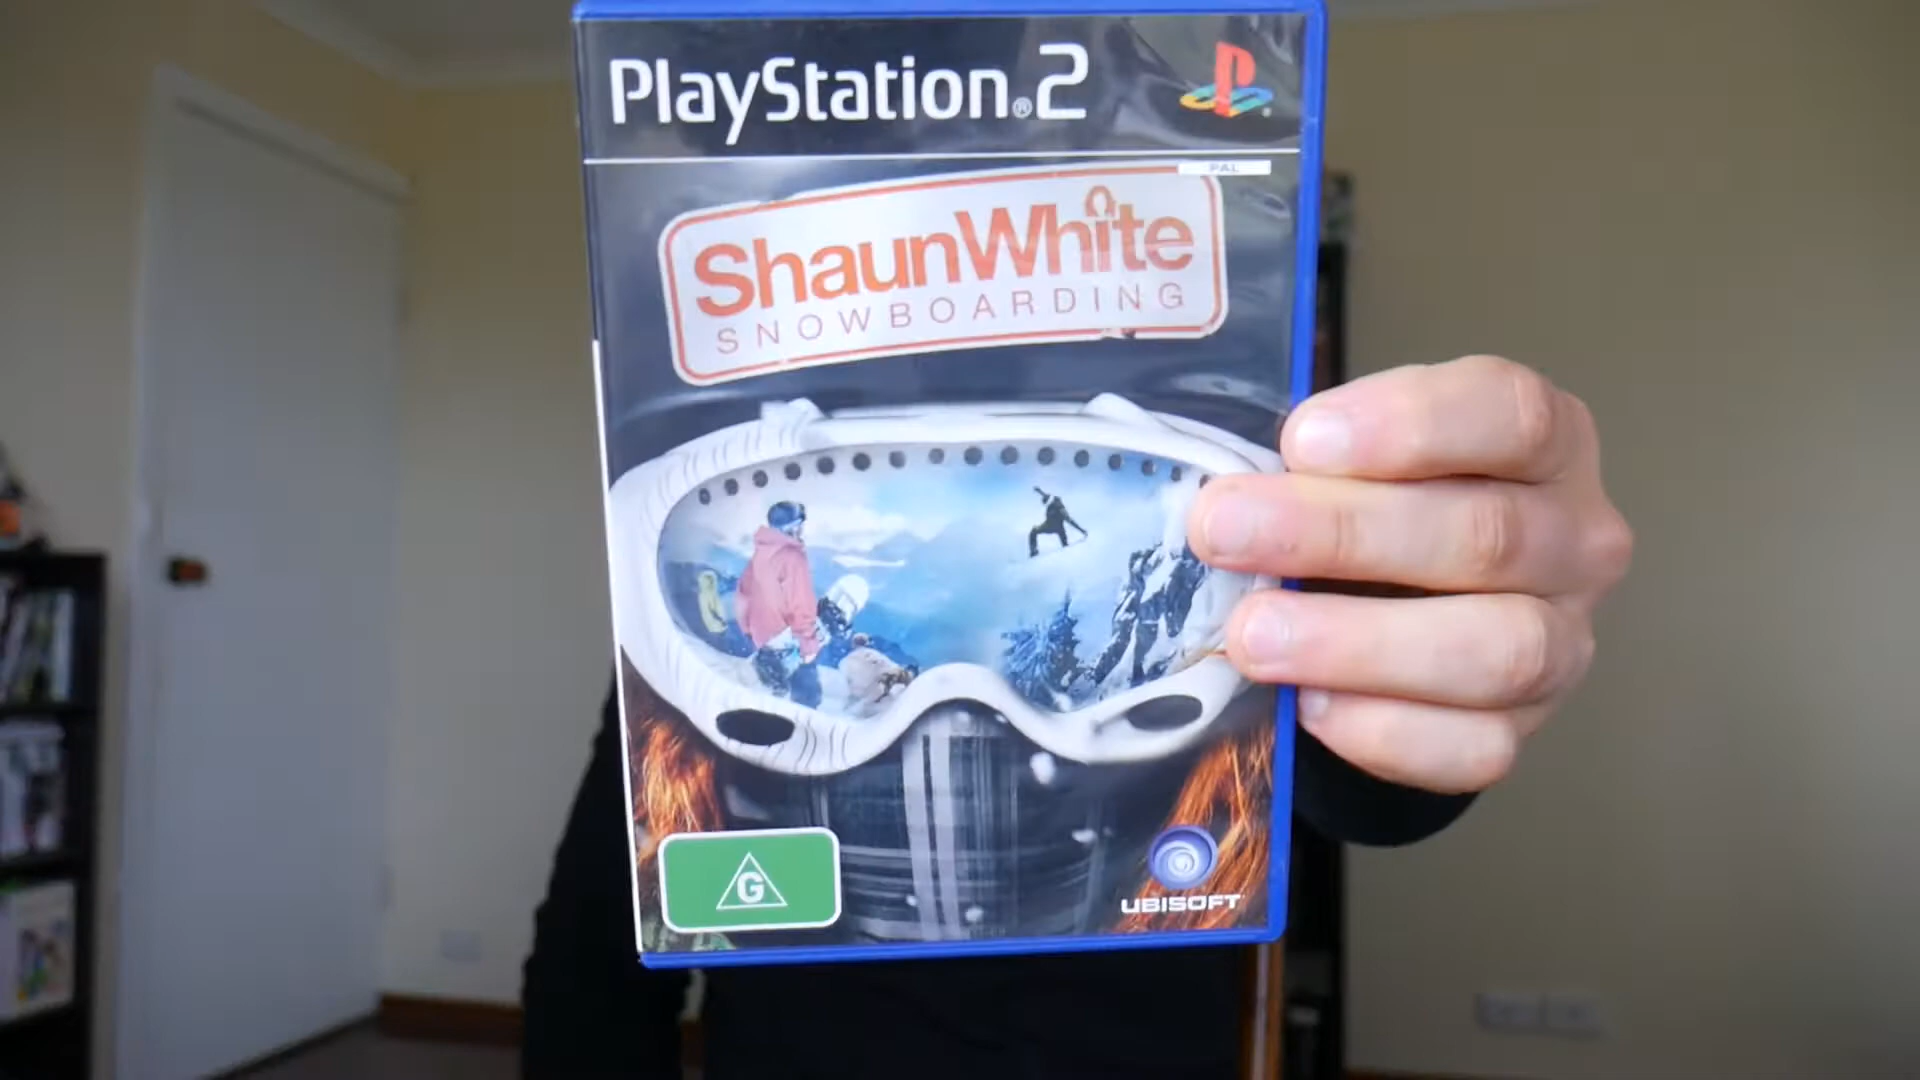 PlayStation®2
PAL
ShaunWhite
SNOWBOARDING
G
UBISOFT